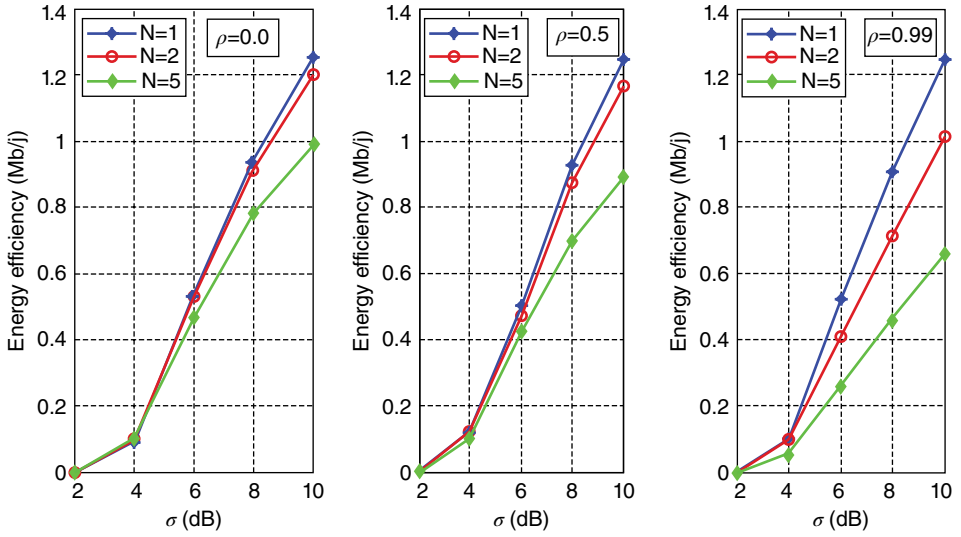 N=1
N=2
N=5
ρ=0.0
1.4
1.2
1
0.8
0.6
0.4
0.2
0
Energy efficiency (Mb/j)
2 4 6 8 10
σ (dB)
N=1
N=2
N=5
ρ=0.5
1.4
1.2
1
0.8
0.6
0.4
0.2
0
Energy efficiency (Mb/j)
2 4 6 8 10
σ (dB)
N=1
N=2
N=5
ρ=0.99
1.4
1.2
1
0.8
0.6
0.4
0.2
0
Energy efficiency (Mb/j)
2 4 6 8 10
σ (dB)